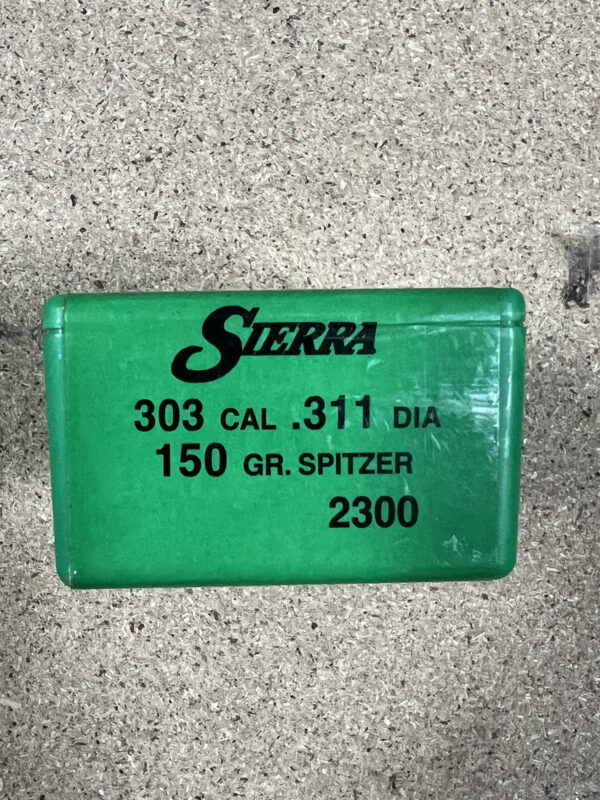 SIERRA
303 CAL .311 DIA
150 GR. SPITZER
2300